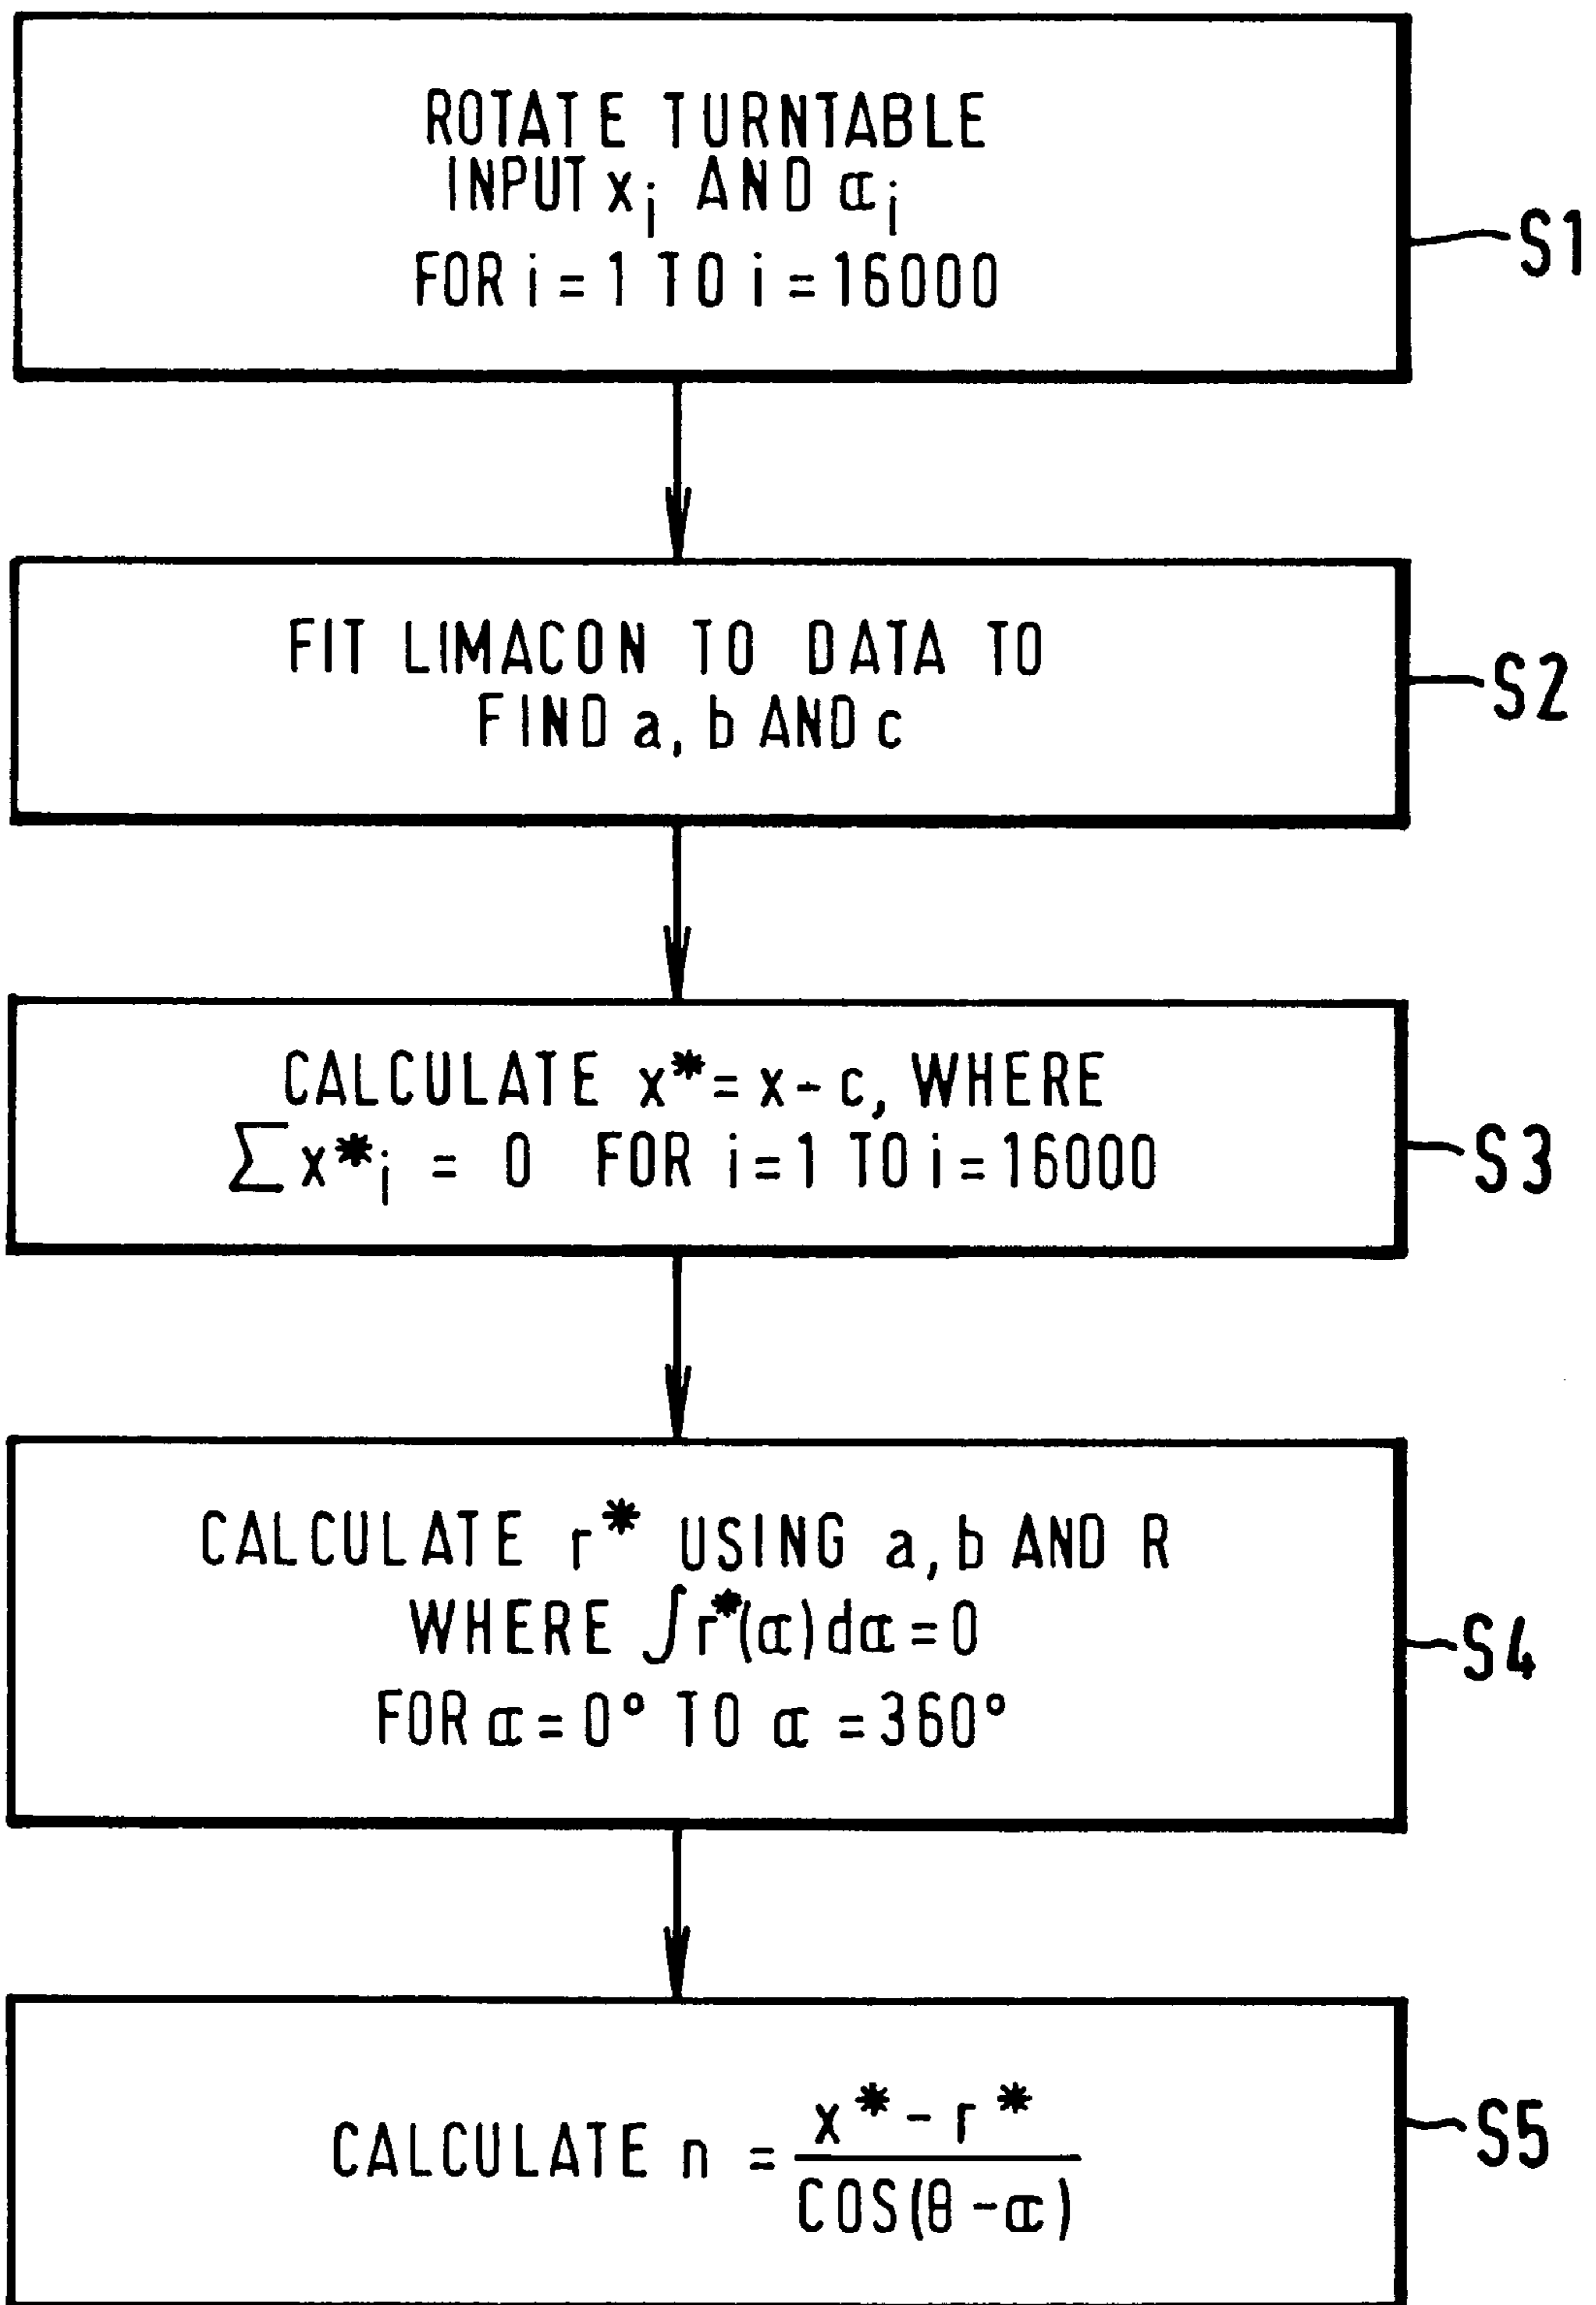 ROTATE TURNTABLE
INPUT xᵢ AND αᵢ
FOR i = 1 TO i = 16000
S1
FIT LIMACON TO DATA TO
FIND a, b AND c
S2
CALCULATE x* = x - c, WHERE
∑ x*ᵢ = 0 FOR i = 1 TO i = 16000
S3
CALCULATE r* USING a, b AND R
WHERE ∫r*(α)dα = 0
FOR α = 0° TO α = 360°
S4
CALCULATE n = (x* - r*) / COS(θ - α)
S5